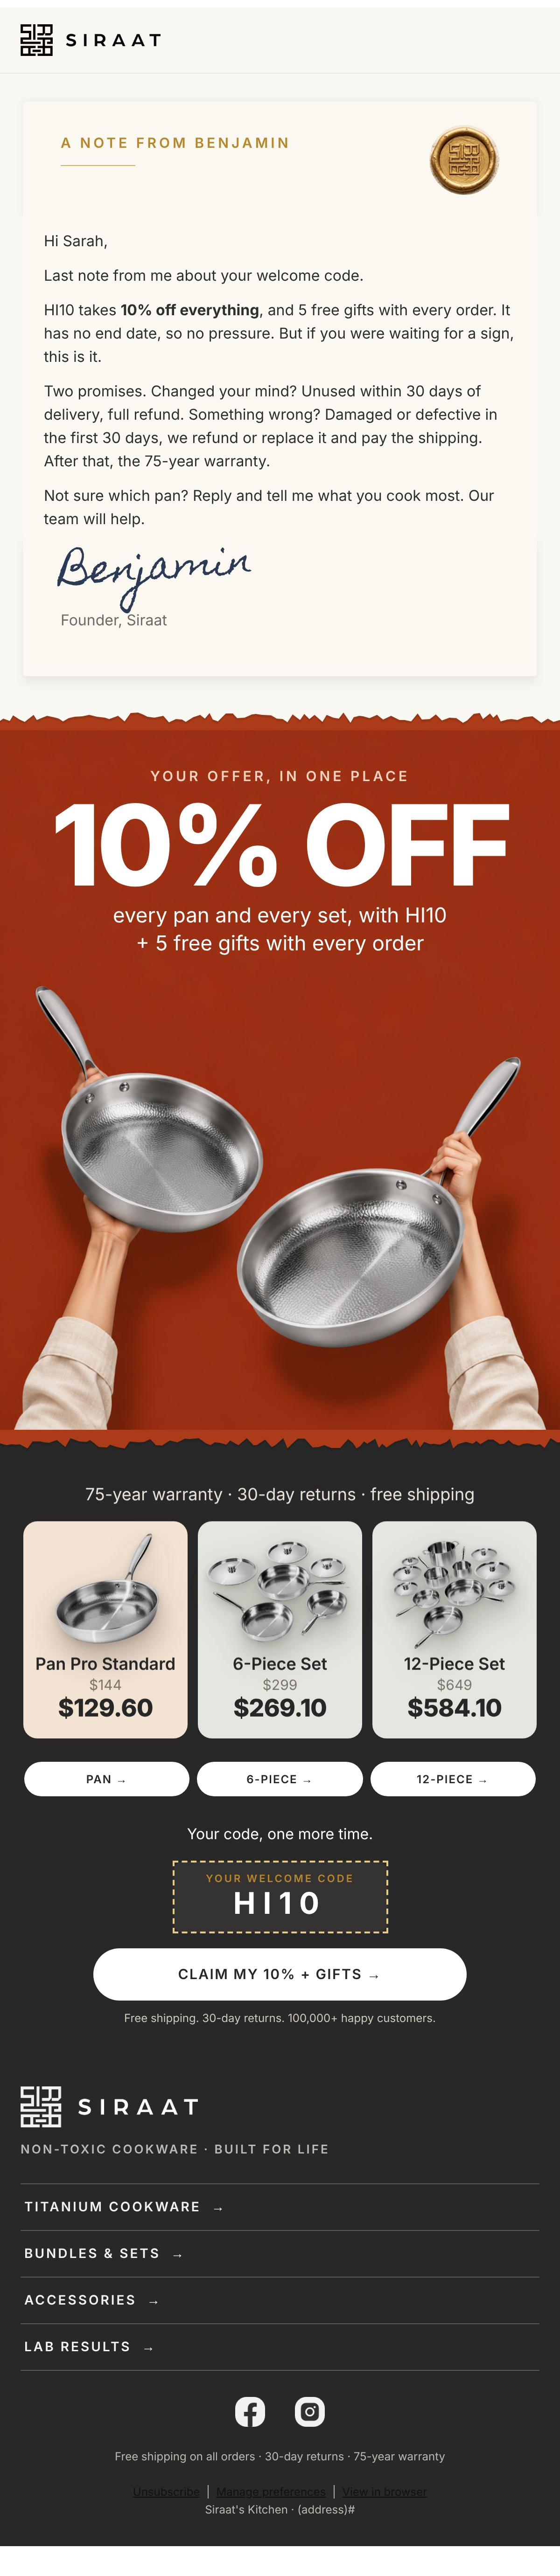 SIRAAT
A NOTE FROM BENJAMIN
Hi Sarah,
Last note from me about your welcome code.
HI10 takes 10% off everything, and 5 free gifts with every order. It
has no end date, so no pressure. But if you were waiting for a sign,
this is it.
Two promises. Changed your mind? Unused within 30 days of
delivery, full refund. Something wrong? Damaged or defective in
the first 30 days, we refund or replace it and pay the shipping.
After that, the 75-year warranty.
Not sure which pan? Reply and tell me what you cook most. Our
team will help.
Benjamin
Founder, Siraat
YOUR OFFER, IN ONE PLACE
10% OFF
every pan and every set, with HI10
+ 5 free gifts with every order
75-year warranty · 30-day returns · free shipping
Pan Pro Standard
$144
$129.60
6-Piece Set
$299
$269.10
12-Piece Set
$649
$584.10
PAN →
6-PIECE →
12-PIECE →
Your code, one more time.
YOUR WELCOME CODE
HI10
CLAIM MY 10% + GIFTS →
Free shipping. 30-day returns. 100,000+ happy customers.
SIRAAT
NON-TOXIC COOKWARE · BUILT FOR LIFE
TITANIUM COOKWARE →
BUNDLES & SETS →
ACCESSORIES →
LAB RESULTS →
Free shipping on all orders · 30-day returns · 75-year warranty
Unsubscribe | Manage preferences | View in browser
Siraat's Kitchen · (address)#